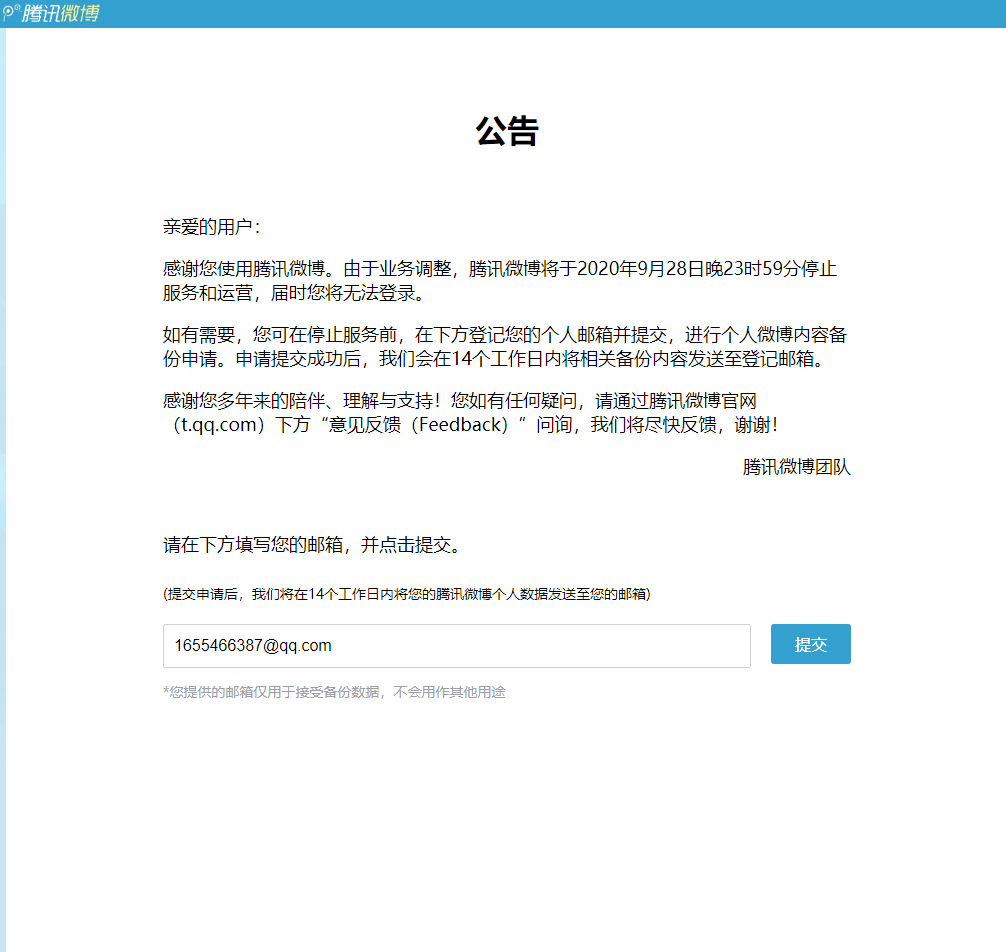 腾讯微博
公告
亲爱的用户：
感谢您使用腾讯微博。由于业务调整，腾讯微博将于2020年9月28日晚23时59分停止
服务和运营，届时您将无法登录。
如有需要，您可在停止服务前，在下方登记您的个人邮箱并提交，进行个人微博内容备
份申请。申请提交成功后，我们会在14个工作日内将相关备份内容发送至登记邮箱。
感谢您多年来的陪伴、理解与支持！您如有任何疑问，请通过腾讯微博官网
（t.qq.com）下方“意见反馈（Feedback）”问询，我们将尽快反馈，谢谢！
腾讯微博团队
请在下方填写您的邮箱，并点击提交。
(提交申请后，我们将在14个工作日内将您的腾讯微博个人数据发送至您的邮箱)
1655466387@qq.com
提交
*您提供的邮箱仅用于接受备份数据，不会用作其他用途